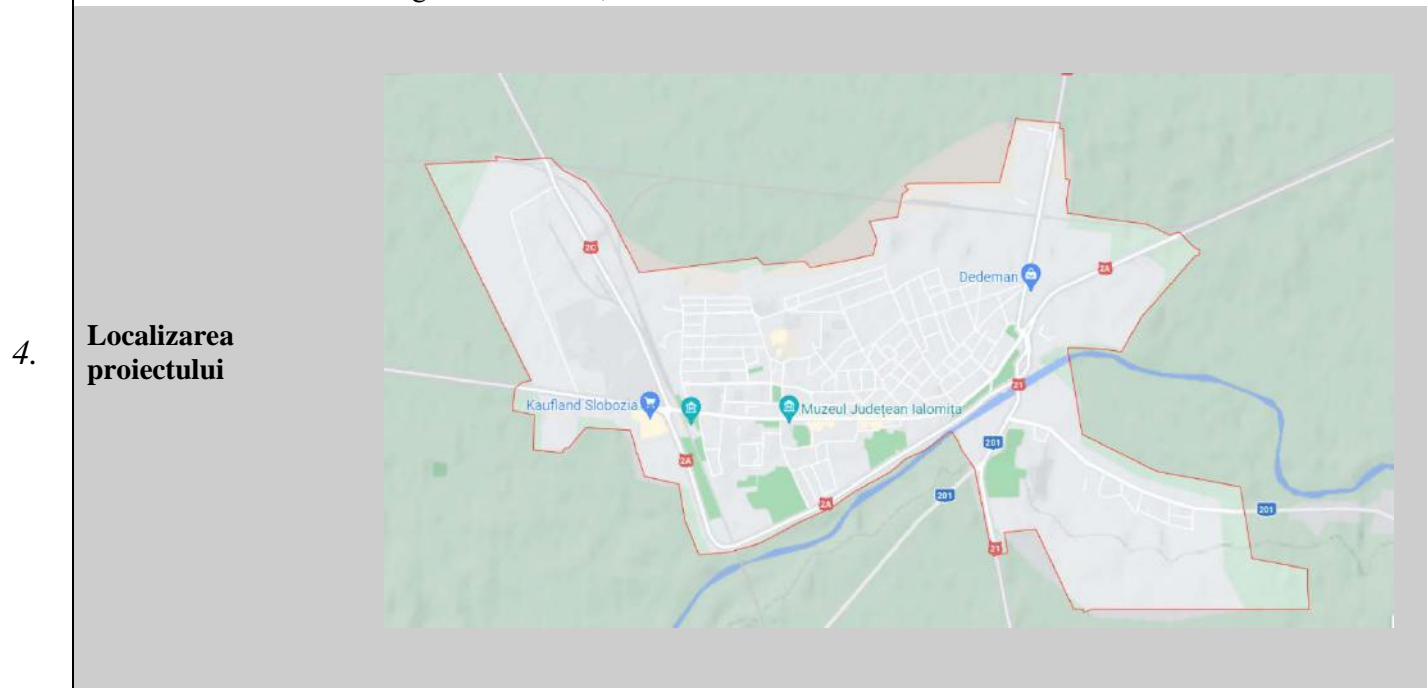 4.
Localizarea
proiectului
2C
2A
Dedeman
21
Kaufland Slobozia
Muzeul Județean Ialomița
201
2A
2A
201
201
21